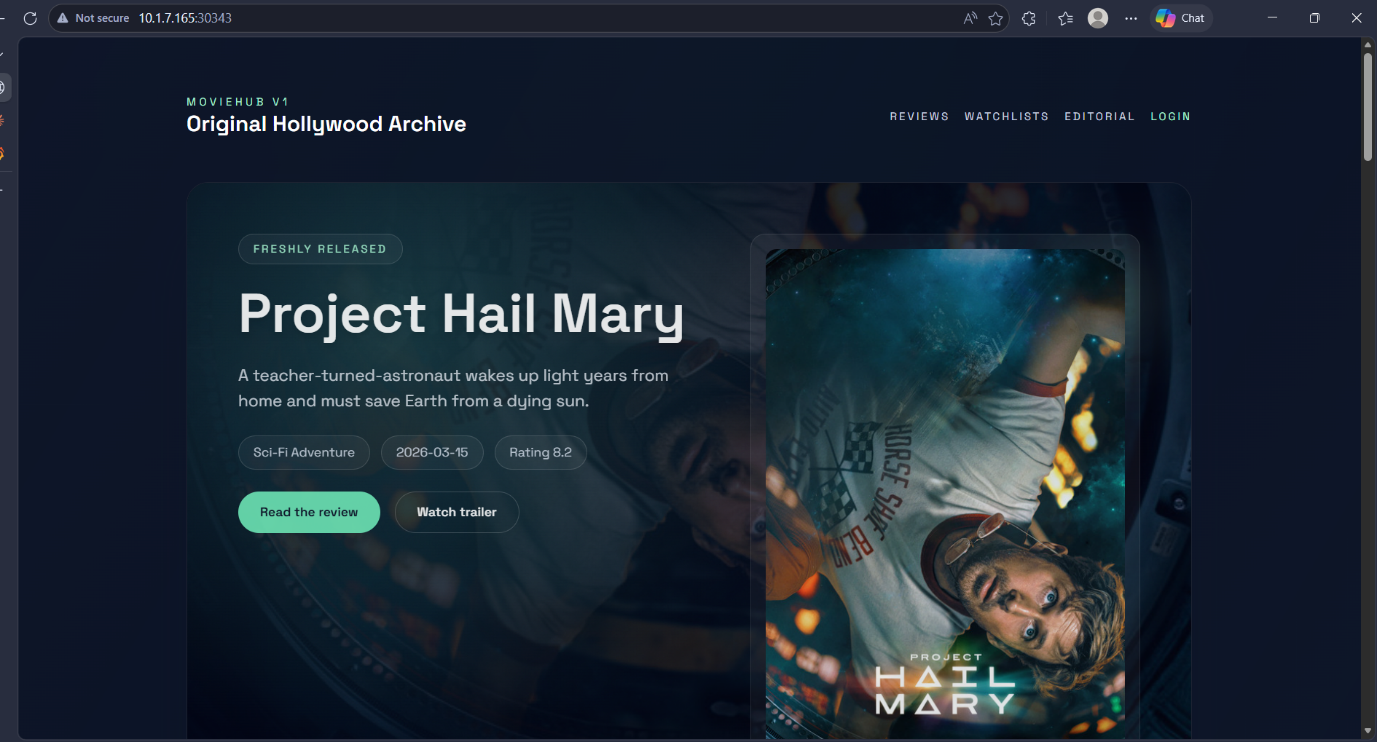 Not secure 10.1.7.165:30343
Chat
MOVIEHUB V1
Original Hollywood Archive
REVIEWS WATCHLISTS EDITORIAL LOGIN
FRESHLY RELEASED
Project Hail Mary
A teacher-turned-astronaut wakes up light years from
home and must save Earth from a dying sun.
Sci-Fi Adventure 2026-03-15 Rating 8.2
Read the review Watch trailer
HORSE
PROJECT
HAIL
MARY